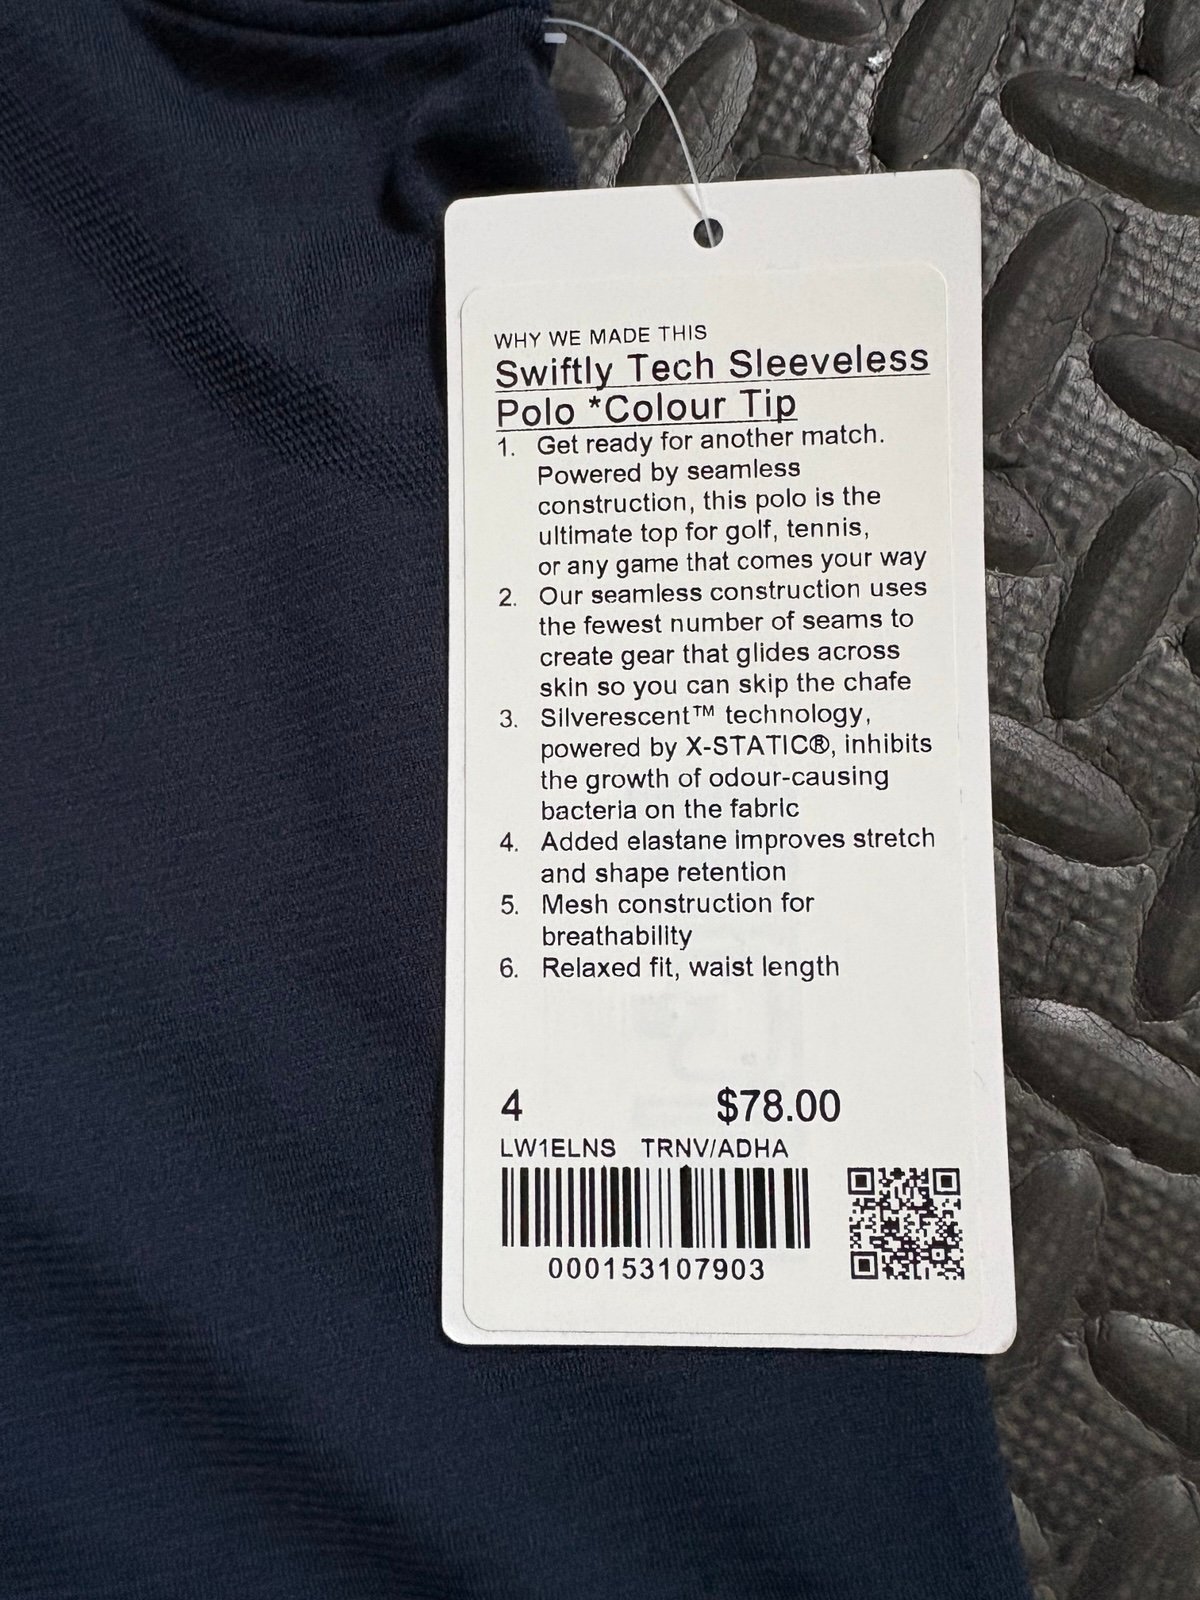 WHY WE MADE THIS
Swiftly Tech Sleeveless
Polo *Colour Tip
1. Get ready for another match.
Powered by seamless
construction, this polo is the
ultimate top for golf, tennis,
or any game that comes your way
2. Our seamless construction uses
the fewest number of seams to
create gear that glides across
skin so you can skip the chafe
3. Silverescent™ technology,
powered by X-STATIC®, inhibits
the growth of odour-causing
bacteria on the fabric
4. Added elastane improves stretch
and shape retention
5. Mesh construction for
breathability
6. Relaxed fit, waist length
4 $78.00
LW1ELNS TRNV/ADHA
000153107903